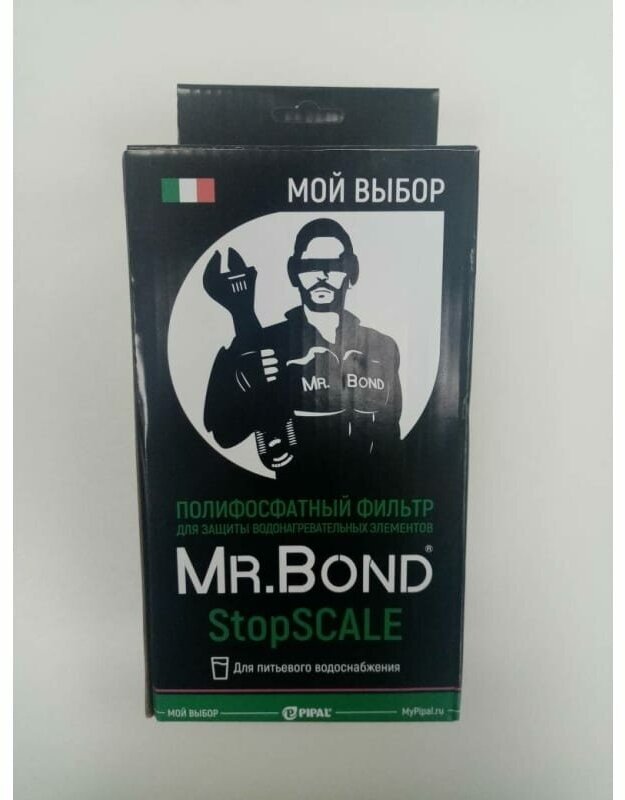 МОЙ ВЫБОР
MR. BOND
ПОЛИФОСФАТНЫЙ ФИЛЬТР
ДЛЯ ЗАЩИТЫ ВОДОНАГРЕВАТЕЛЬНЫХ ЭЛЕМЕНТОВ
MR.BOND®
StopSCALE
Для питьевого водоснабжения
МОЙ ВЫБОР PIPAL® MyPipal.ru